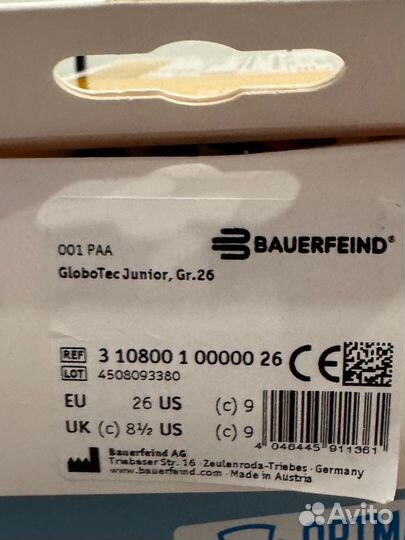 001 PAA
BAUERFEIND®
GloboTec Junior, Gr.26
REF 3 10800 1 00000 26 CE
LOT 4508093380
EU 26 US (c) 9
UK (c) 8½ US (c) 9
4 046445 911361
Bauerfeind AG
Triebeser Str. 16 · Zeulenroda-Triebes · Germany
www.bauerfeind.com · Made in Austria
Avito